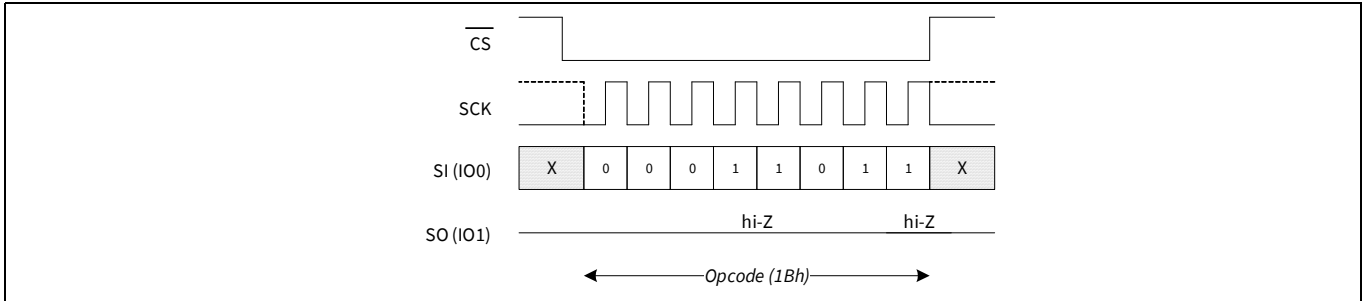 CS
SCK
SI (IO0) X 0 0 0 1 1 0 1 1 X
hi-Z hi-Z
SO (IO1)
Opcode (1Bh)